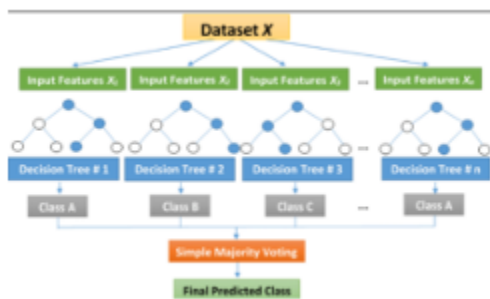 Dataset X
Input Features X₁ Input Features X₂ Input Features X₃ ... Input Features Xₙ
...
Decision Tree # 1 Decision Tree # 2 Decision Tree # 3 Decision Tree # n
Class A Class B Class C ... Class A
Simple Majority Voting
Final Predicted Class